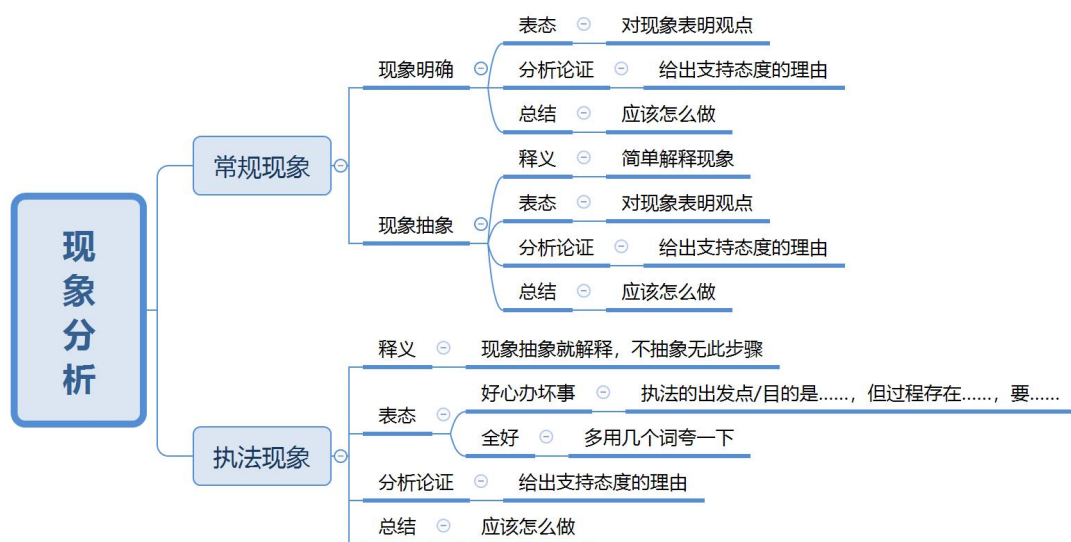 现象分析
常规现象
现象明确
表态
对现象表明观点
分析论证
给出支持态度的理由
总结
应该怎么做
现象抽象
释义
简单解释现象
表态
对现象表明观点
分析论证
给出支持态度的理由
总结
应该怎么做
执法现象
释义
现象抽象就解释，不抽象无此步骤
表态
好心办坏事
执法的出发点/目的是……，但过程存在……，要……
全好
多用几个词夸一下
分析论证
给出支持态度的理由
总结
应该怎么做